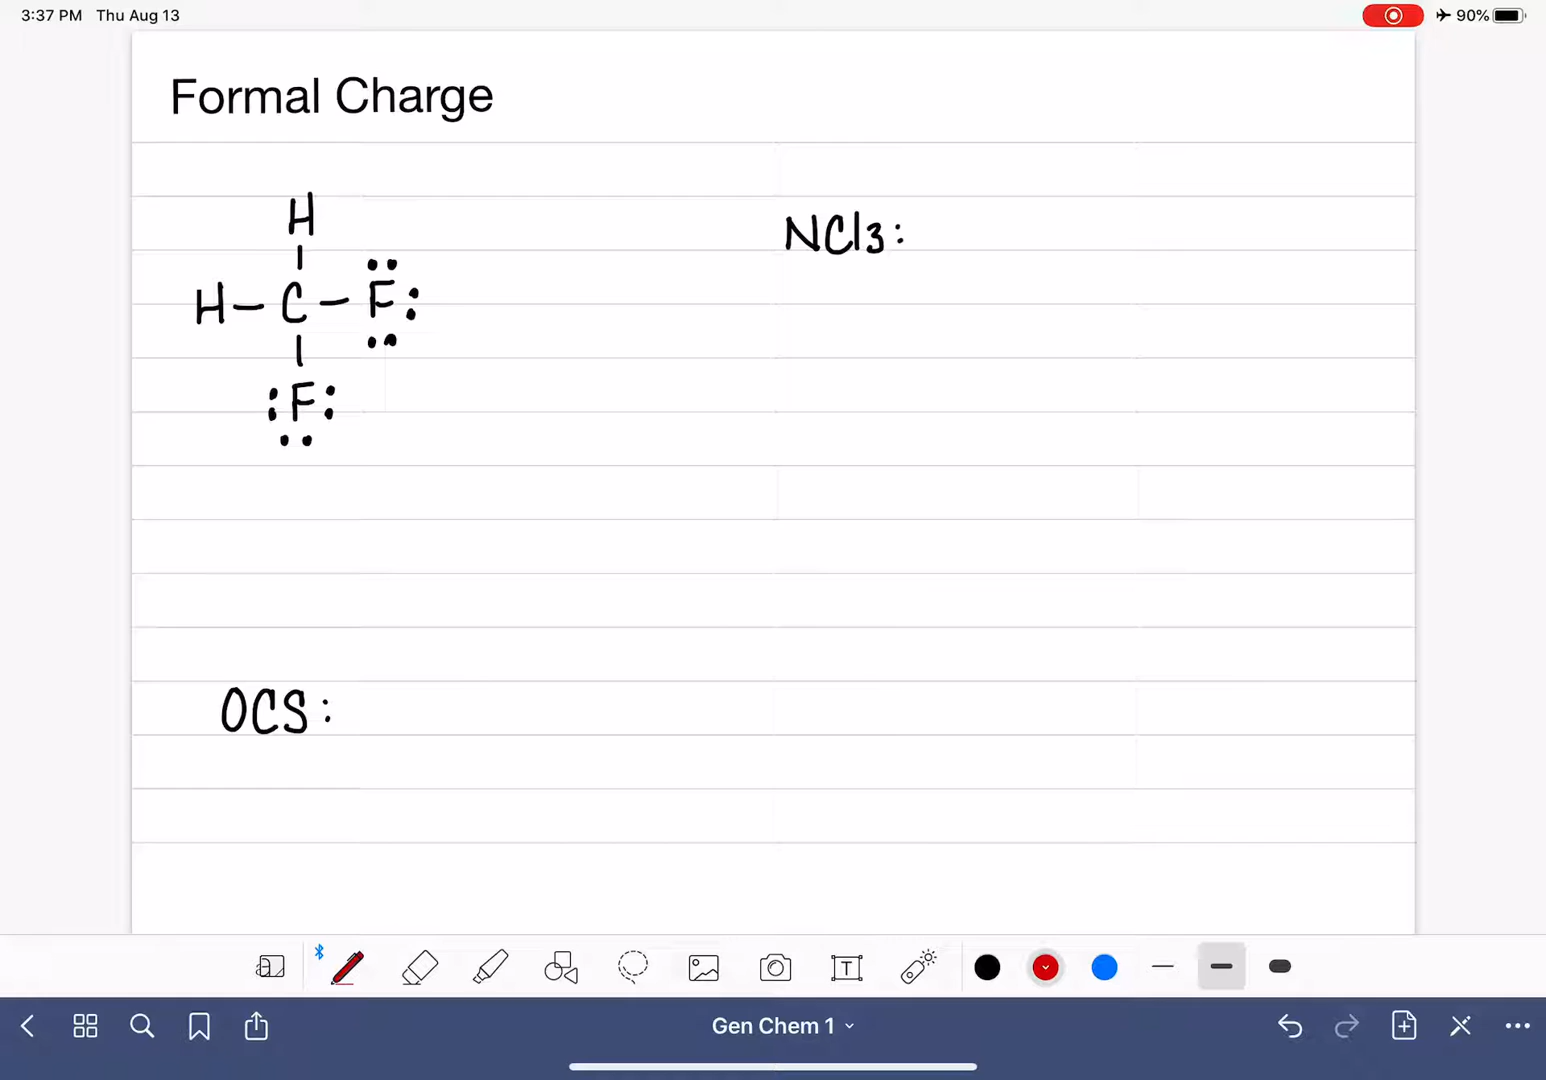 3:37 PM Thu Aug 13
90%
Formal Charge
H
H – C – F
F
NCl3:
OCS:
T
Gen Chem 1